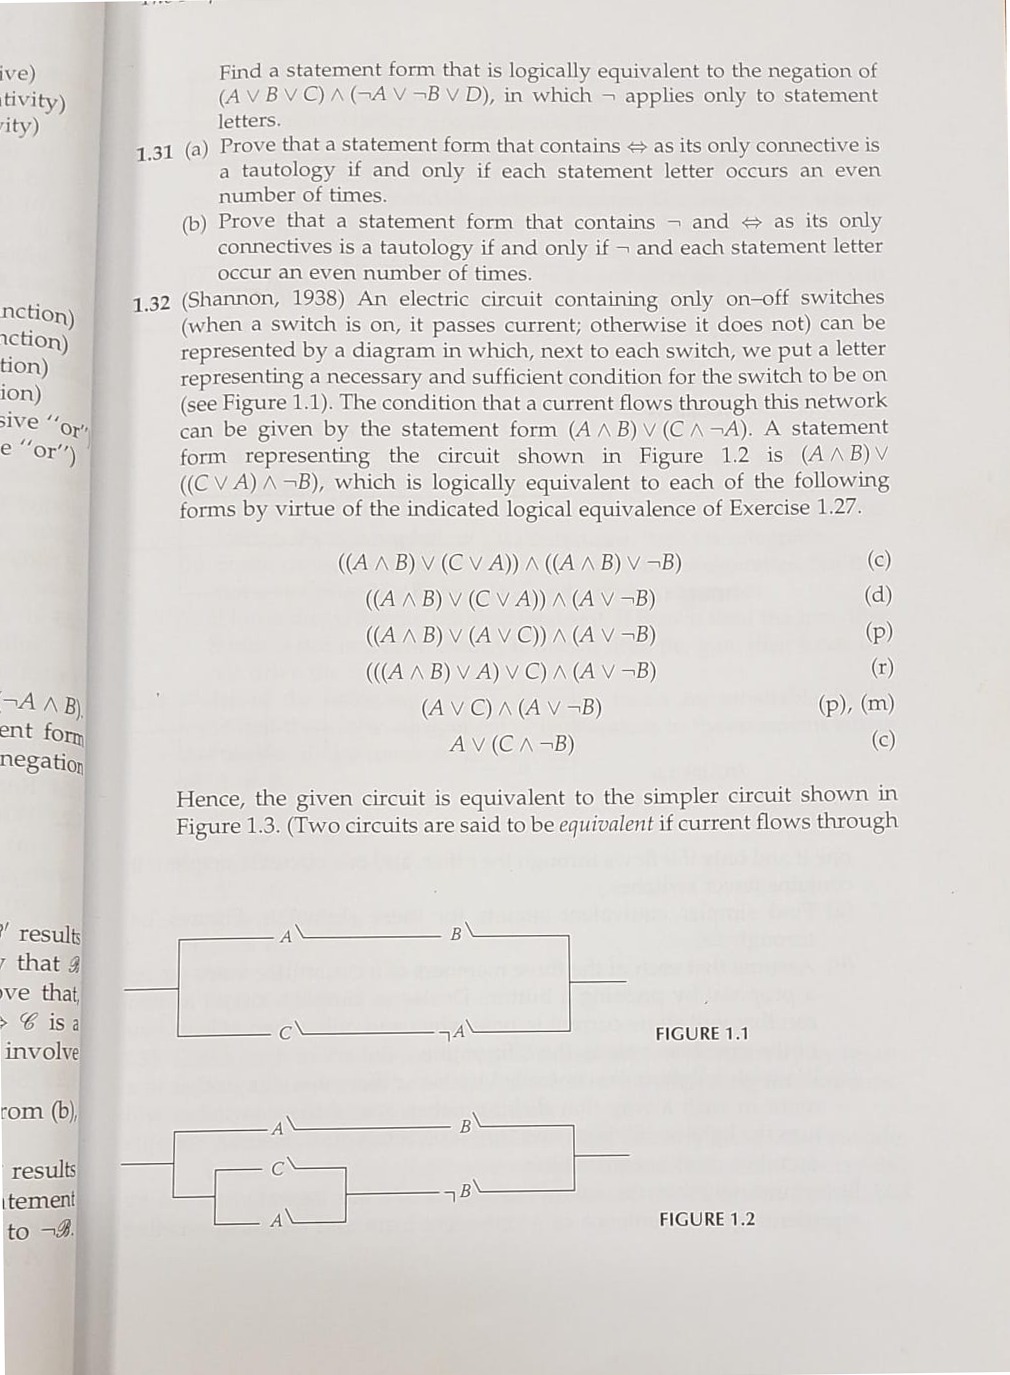 ive)
tivity)
ity)
nction)
nction)
tion)
ion)
sive "or"
e "or")
¬A ∧ B).
ent form
negation
results
that ℬ
ove that
𝒞 is a
involve
rom (b),
results
tement
to ¬ℬ.
Find a statement form that is logically equivalent to the negation of
(A ∨ B ∨ C) ∧ (¬A ∨ ¬B ∨ D), in which ¬ applies only to statement
letters.
1.31 (a) Prove that a statement form that contains ⇔ as its only connective is
a tautology if and only if each statement letter occurs an even
number of times.
(b) Prove that a statement form that contains ¬ and ⇔ as its only
connectives is a tautology if and only if ¬ and each statement letter
occur an even number of times.
1.32 (Shannon, 1938) An electric circuit containing only on–off switches
(when a switch is on, it passes current; otherwise it does not) can be
represented by a diagram in which, next to each switch, we put a letter
representing a necessary and sufficient condition for the switch to be on
(see Figure 1.1). The condition that a current flows through this network
can be given by the statement form (A ∧ B) ∨ (C ∧ ¬A). A statement
form representing the circuit shown in Figure 1.2 is (A ∧ B) ∨
((C ∨ A) ∧ ¬B), which is logically equivalent to each of the following
forms by virtue of the indicated logical equivalence of Exercise 1.27.
((A ∧ B) ∨ (C ∨ A)) ∧ ((A ∧ B) ∨ ¬B) (c)
((A ∧ B) ∨ (C ∨ A)) ∧ (A ∨ ¬B) (d)
((A ∧ B) ∨ (A ∨ C)) ∧ (A ∨ ¬B) (p)
(((A ∧ B) ∨ A) ∨ C) ∧ (A ∨ ¬B) (r)
(A ∨ C) ∧ (A ∨ ¬B) (p), (m)
A ∨ (C ∧ ¬B) (c)
Hence, the given circuit is equivalent to the simpler circuit shown in
Figure 1.3. (Two circuits are said to be equivalent if current flows through
A B
C ¬A
FIGURE 1.1
A B
C
¬B
A
FIGURE 1.2